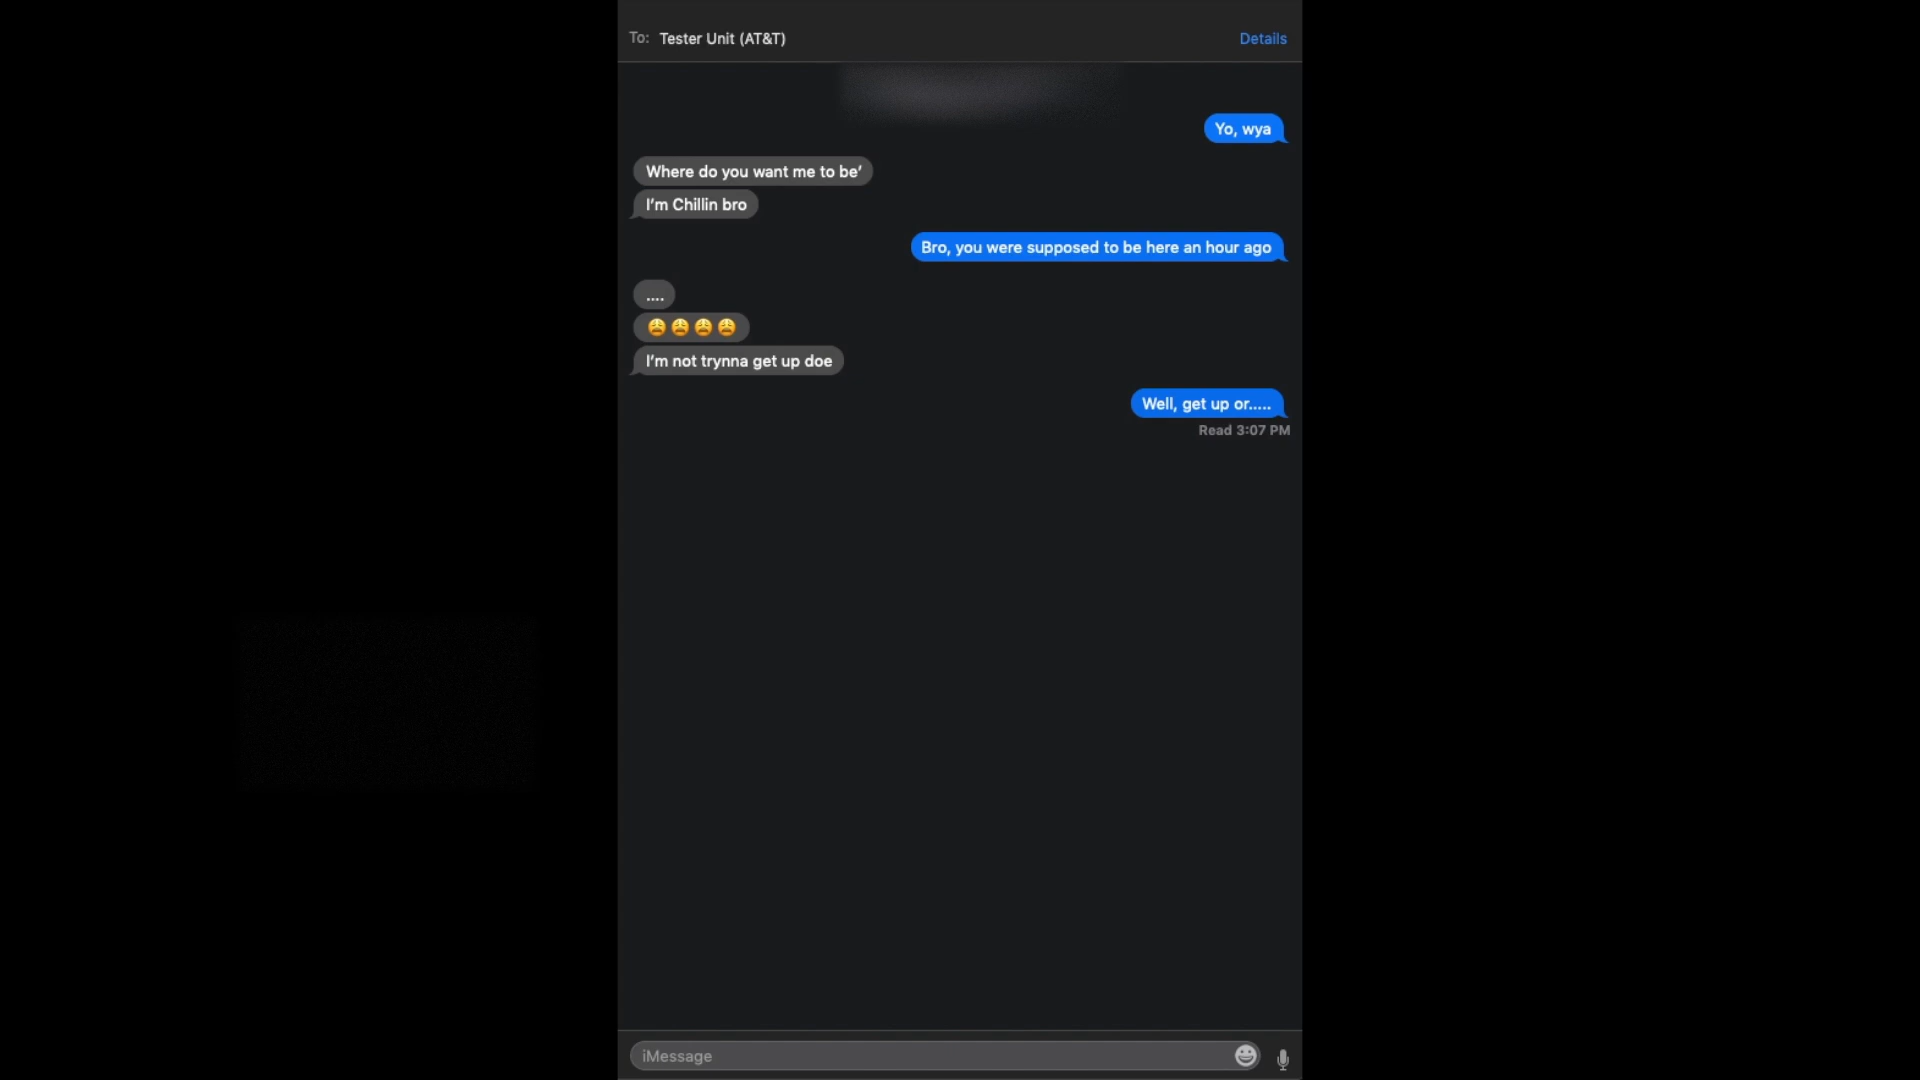 To: Tester Unit (AT&T) Details
Yo, wya
Where do you want me to be’
I’m Chillin bro
Bro, you were supposed to be here an hour ago
....
😩😩😩😩
I’m not trynna get up doe
Well, get up or.....
Read 3:07 PM
iMessage